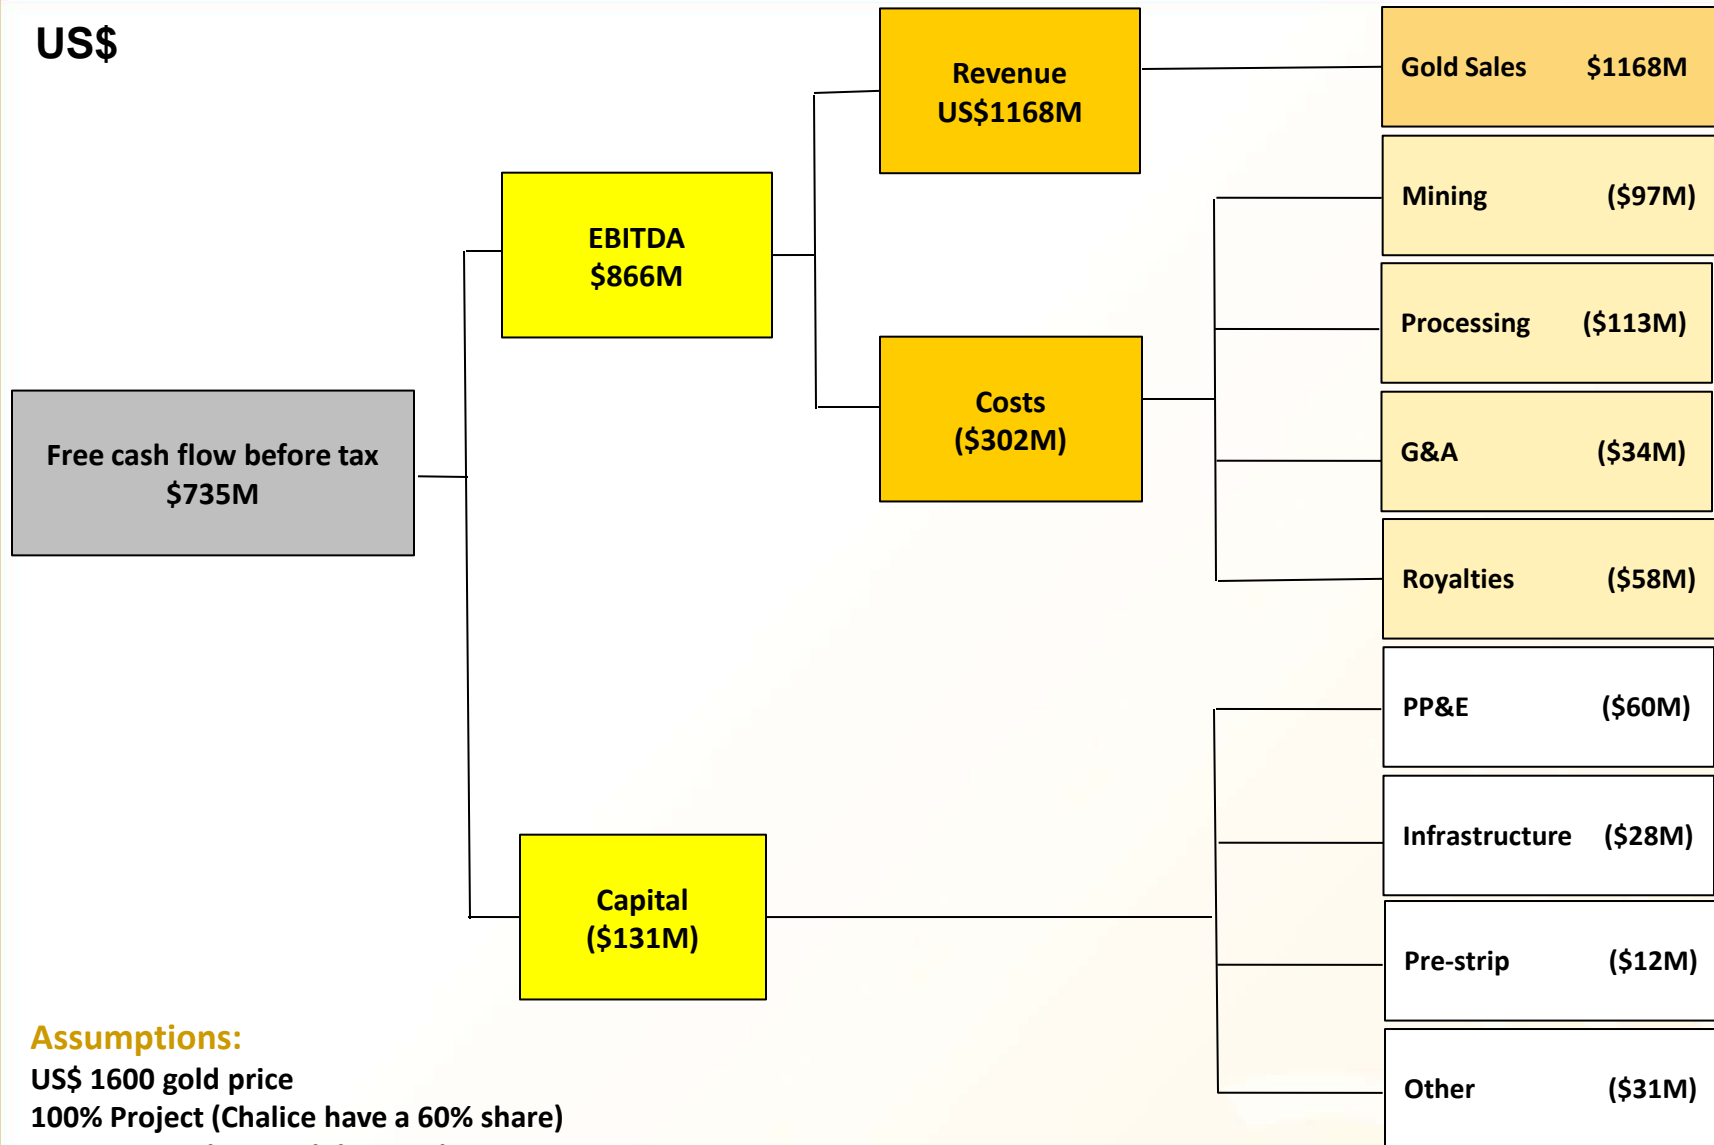 US$
Revenue
US$1168M
Gold Sales $1168M
Mining ($97M)
EBITDA
$866M
Processing ($113M)
Costs
($302M)
G&A ($34M)
Free cash flow before tax
$735M
Royalties ($58M)
PP&E ($60M)
Infrastructure ($28M)
Capital
($131M)
Pre-strip ($12M)
Other ($31M)
Assumptions:
US$ 1600 gold price
100% Project (Chalice have a 60% share)